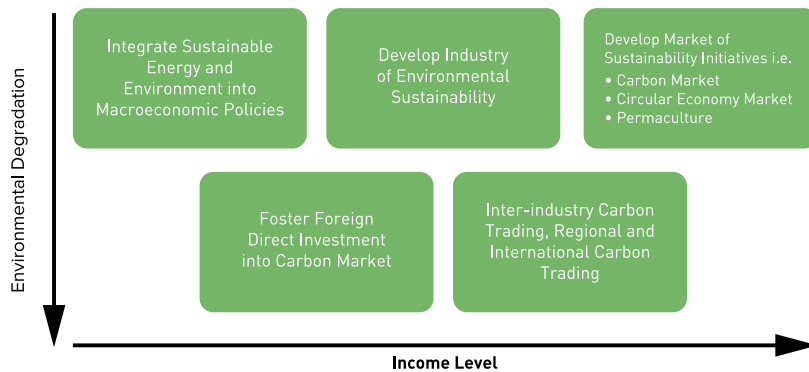 Environmental Degradation
Integrate Sustainable
Energy and
Environment into
Macroeconomic Policies
Develop Industry
of Environmental
Sustainability
Develop Market of
Sustainability Initiatives i.e.
• Carbon Market
• Circular Economy Market
• Permaculture
Foster Foreign
Direct Investment
into Carbon Market
Inter-industry Carbon
Trading, Regional and
International Carbon
Trading
Income Level